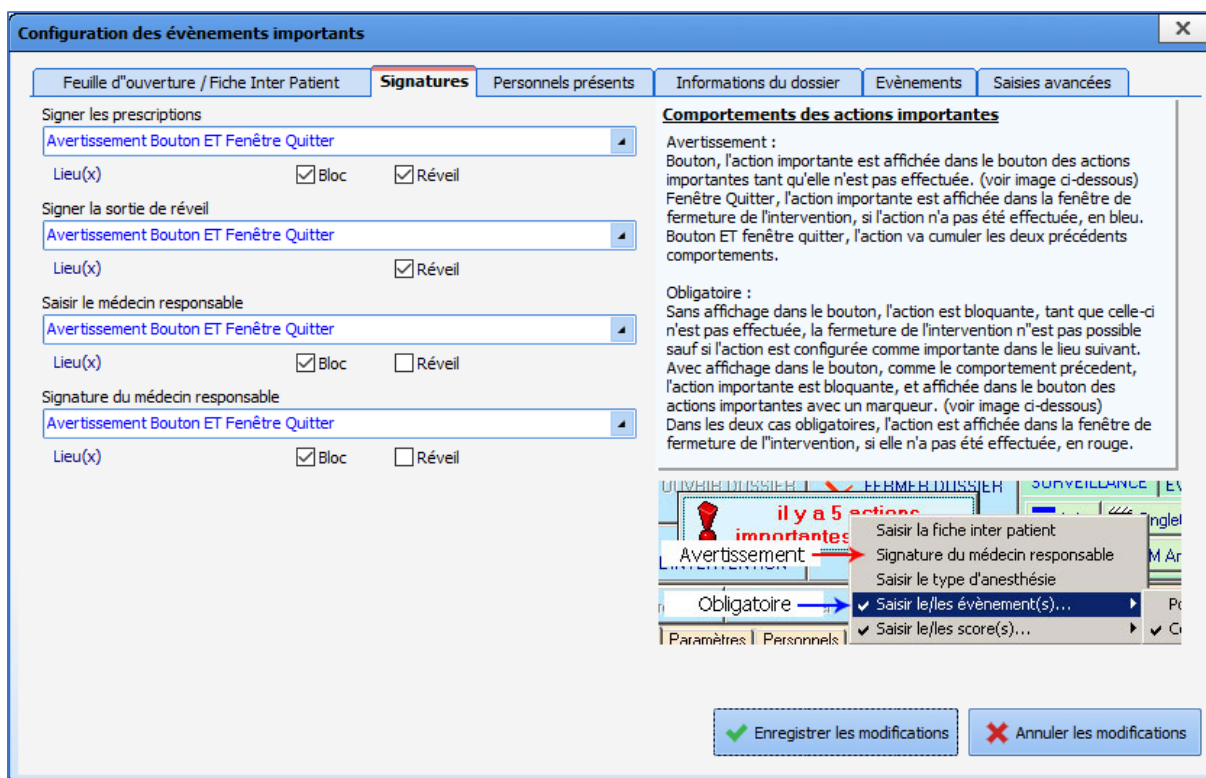 Configuration des évènements importants
Feuille d"ouverture / Fiche Inter Patient
Signatures
Personnels présents
Informations du dossier
Evènements
Saisies avancées
Signer les prescriptions
Avertissement Bouton ET Fenêtre Quitter
Lieu(x) Bloc Réveil
Signer la sortie de réveil
Avertissement Bouton ET Fenêtre Quitter
Lieu(x) Réveil
Saisir le médecin responsable
Avertissement Bouton ET Fenêtre Quitter
Lieu(x) Bloc Réveil
Signature du médecin responsable
Avertissement Bouton ET Fenêtre Quitter
Lieu(x) Bloc Réveil
Comportements des actions importantes
Avertissement :
Bouton, l'action importante est affichée dans le bouton des actions
importantes tant qu'elle n'est pas effectuée. (voir image ci-dessous)
Fenêtre Quitter, l'action importante est affichée dans la fenêtre de
fermeture de l'intervention, si l'action n'a pas été effectuée, en bleu.
Bouton ET fenêtre quitter, l'action va cumuler les deux précédents
comportements.
Obligatoire :
Sans affichage dans le bouton, l'action est bloquante, tant que celle-ci
n'est pas effectuée, la fermeture de l'intervention n"est pas possible
sauf si l'action est configurée comme importante dans le lieu suivant.
Avec affichage dans le bouton, comme le comportement précedent,
l'action importante est bloquante, et affichée dans le bouton des
actions importantes avec un marqueur. (voir image ci-dessous)
Dans les deux cas obligatoires, l'action est affichée dans la fenêtre de
fermeture de l"intervention, si elle n'a pas été effectuée, en rouge.
OUVRIR DOSSIER FERMER DOSSIER SURVEILLANCE
il y a 5 actions
importantes
Saisir la fiche inter patient
Avertissement
Signature du médecin responsable
Saisir le type d'anesthésie
Obligatoire
Saisir le/les évènement(s)...
Saisir le/les score(s)...
Paramètres Personnels
Enregistrer les modifications
Annuler les modifications